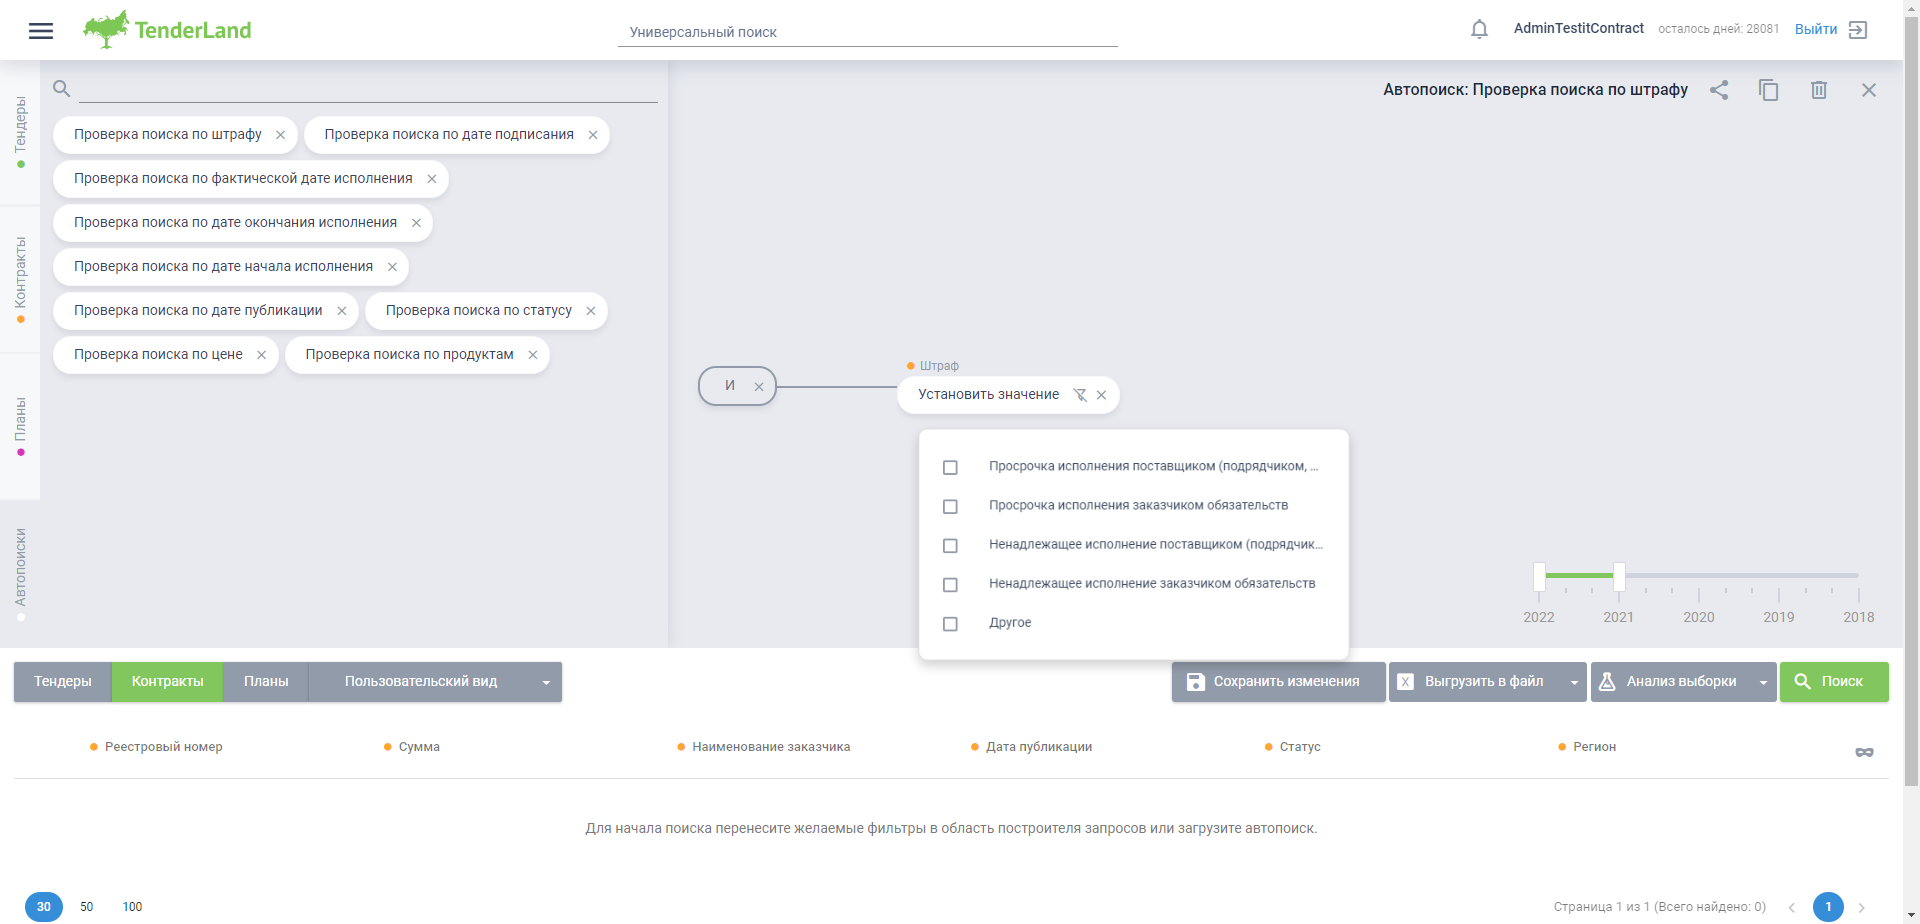 TenderLand
Универсальный поиск
AdminTestitContract
осталось дней: 28081
Выйти
Тендеры
Контракты
Планы
Автопоиски
Проверка поиска по штрафу
Проверка поиска по дате подписания
Проверка поиска по фактической дате исполнения
Проверка поиска по дате окончания исполнения
Проверка поиска по дате начала исполнения
Проверка поиска по дате публикации
Проверка поиска по статусу
Проверка поиска по цене
Проверка поиска по продуктам
Автопоиск: Проверка поиска по штрафу
И
Штраф
Установить значение
Просрочка исполнения поставщиком (подрядчиком, ...
Просрочка исполнения заказчиком обязательств
Ненадлежащее исполнение поставщиком (подрядчик...
Ненадлежащее исполнение заказчиком обязательств
Другое
2022
2021
2020
2019
2018
Тендеры
Контракты
Планы
Пользовательский вид
Сохранить изменения
X
Выгрузить в файл
Анализ выборки
Поиск
Реестровый номер
Сумма
Наименование заказчика
Дата публикации
Статус
Регион
Для начала поиска перенесите желаемые фильтры в область построителя запросов или загрузите автопоиск.
30
50
100
Страница 1 из 1 (Всего найдено: 0)
1